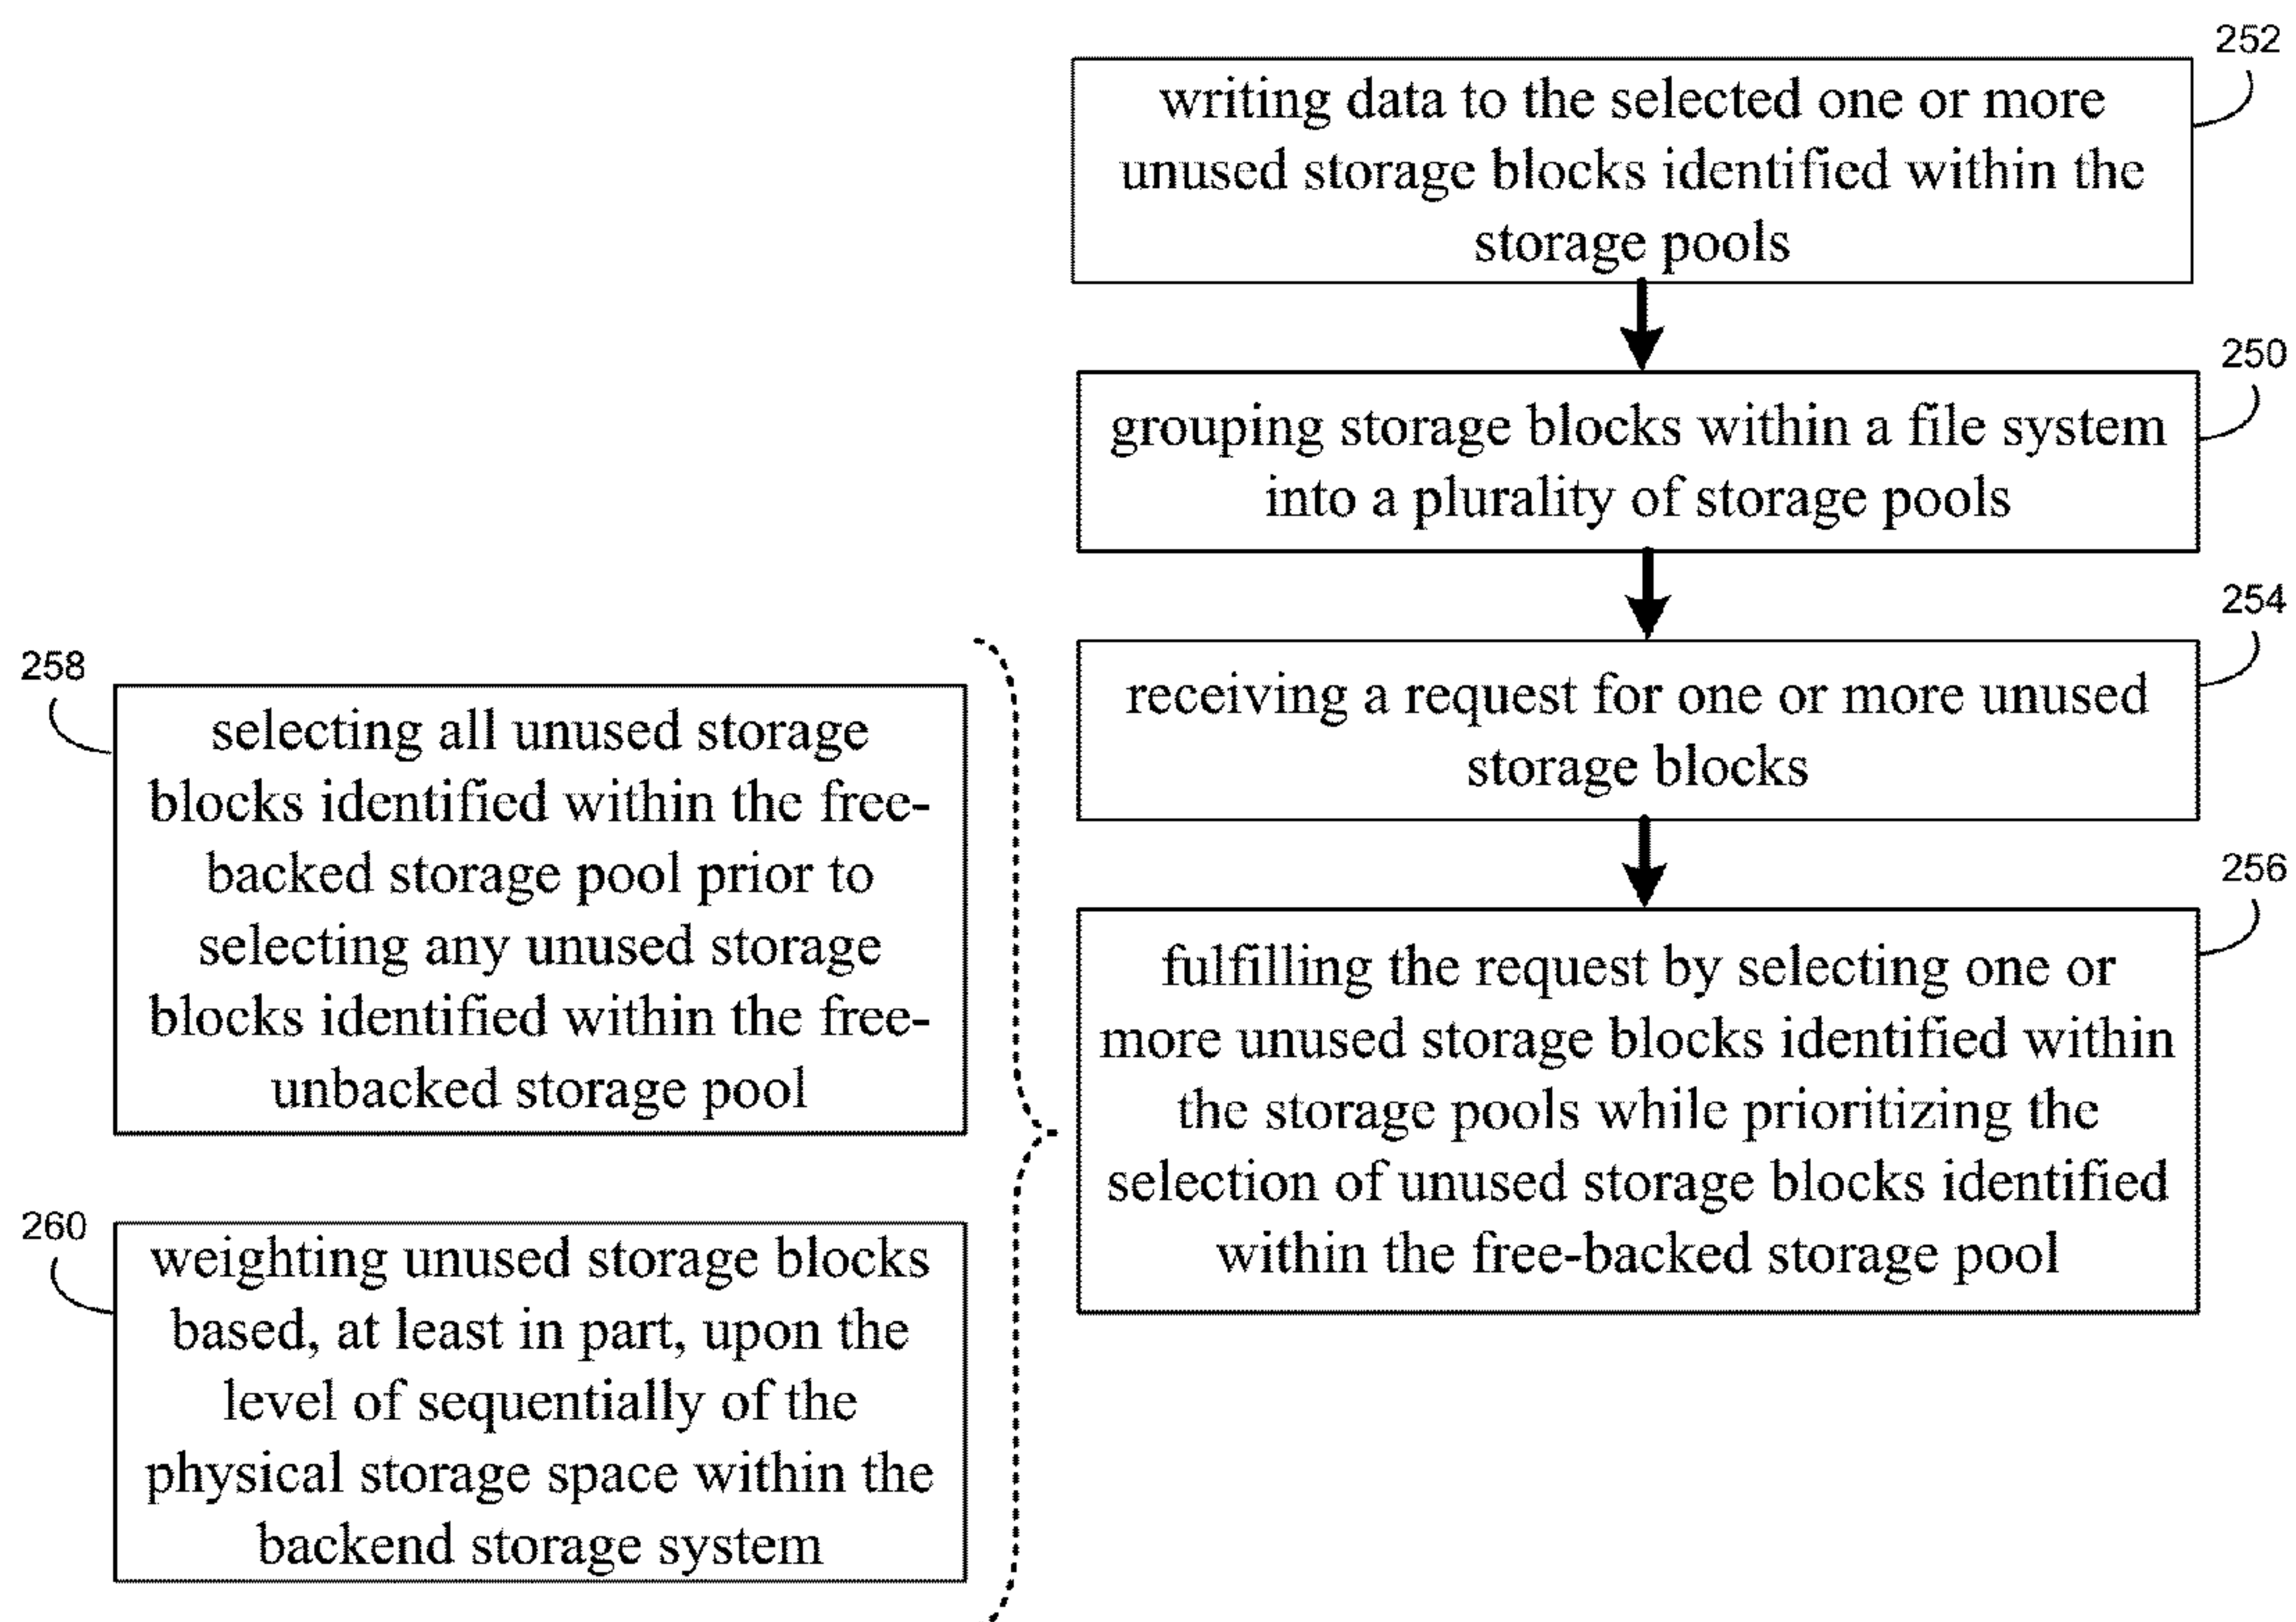 252
writing data to the selected one or more
unused storage blocks identified within the
storage pools
250
grouping storage blocks within a file system
into a plurality of storage pools
254
receiving a request for one or more unused
storage blocks
256
fulfilling the request by selecting one or
more unused storage blocks identified within
the storage pools while prioritizing the
selection of unused storage blocks identified
within the free-backed storage pool
258
selecting all unused storage
blocks identified within the free-
backed storage pool prior to
selecting any unused storage
blocks identified within the free-
unbacked storage pool
260
weighting unused storage blocks
based, at least in part, upon the
level of sequentially of the
physical storage space within the
backend storage system